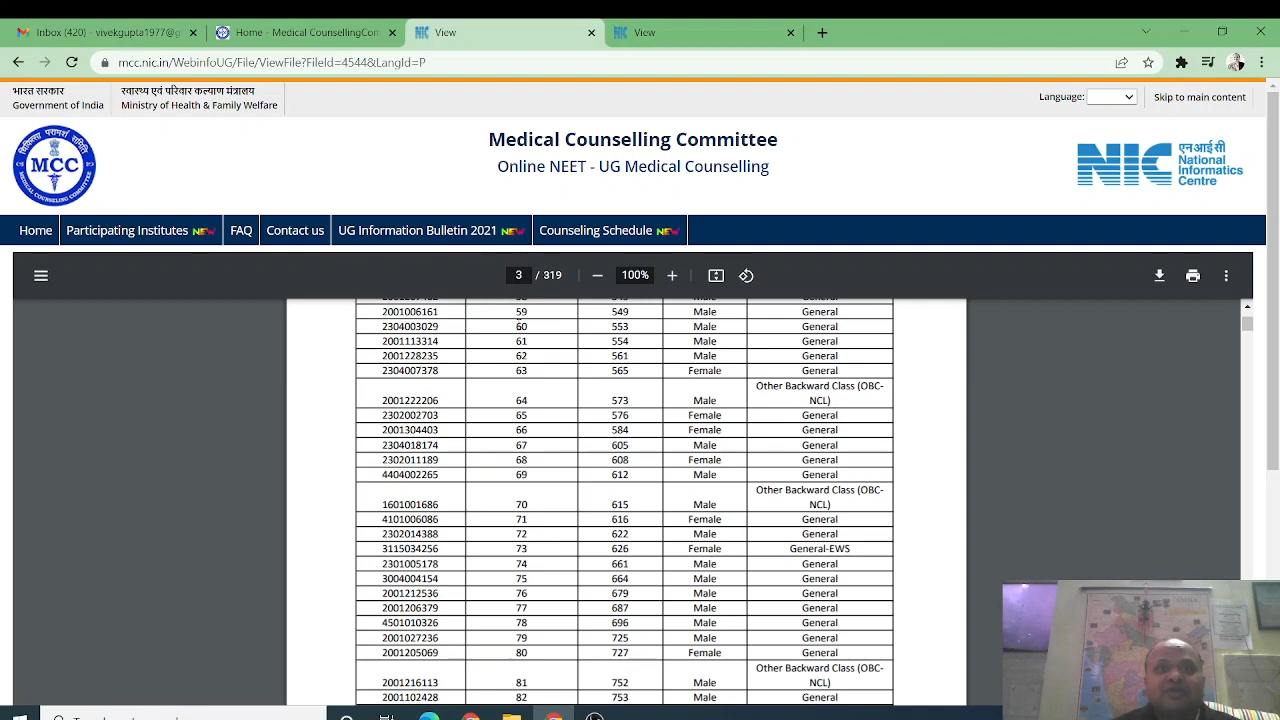 Inbox (420) - vivekgupta1977@g
Home - Medical CounsellingCom
View
View
mcc.nic.in/WebinfoUG/File/ViewFile?FileId=4544&LangId=P
भारत सरकार
Government of India
स्वास्थ्य एवं परिवार कल्याण मंत्रालय
Ministry of Health & Family Welfare
Language:
Skip to main content
MCC
MEDICAL COUNSELING COMMITTEE
Medical Counselling Committee
Online NEET - UG Medical Counselling
NIC
एन आई सी
National
Informatics
Centre
Home Participating Institutes NEW FAQ Contact us UG Information Bulletin 2021 NEW Counseling Schedule NEW
3 / 319 100%
2001006161 59 549 Male General
2304003029 60 553 Male General
2001113314 61 554 Male General
2001228235 62 561 Male General
2304007378 63 565 Female General
Other Backward Class (OBC-
2001222206 64 573 Male NCL)
2302002703 65 576 Female General
2001304403 66 584 Female General
2304018174 67 605 Male General
2302011189 68 608 Female General
4404002265 69 612 Male General
Other Backward Class (OBC-
1601001686 70 615 Male NCL)
4101006086 71 616 Female General
2302014388 72 622 Male General
3115034256 73 626 Female General-EWS
2301005178 74 661 Male General
3004004154 75 664 Male General
2001212536 76 679 Male General
2001206379 77 687 Male General
4501010326 78 696 Male General
2001027236 79 725 Male General
2001205069 80 727 Female General
Other Backward Class (OBC-
2001216113 81 752 Male NCL)
2001102428 82 753 Male General